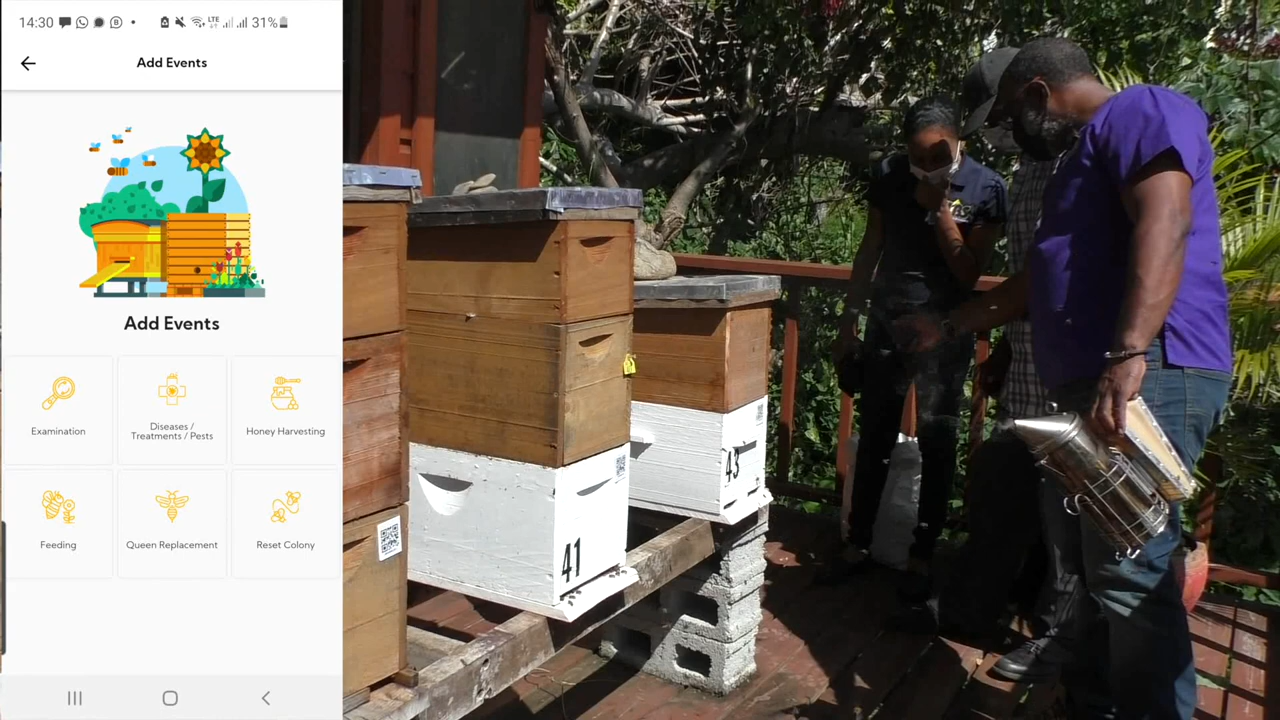 14:30
LTE
31%
Add Events
Add Events
Examination
Diseases /
Treatments / Pests
Honey Harvesting
Feeding
Queen Replacement
Reset Colony
41
43